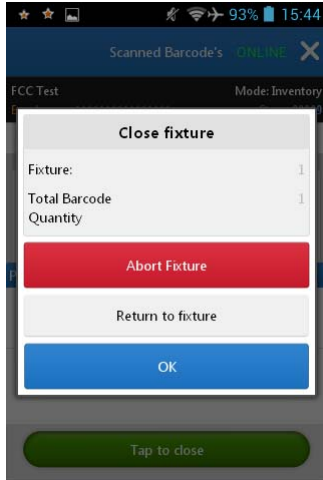 93% 15:44
Scanned Barcode's ONLINE
FCC Test Mode: Inventory
Close fixture
Fixture: 1
Total Barcode 1
Quantity
Abort Fixture
Return to fixture
OK
Tap to close